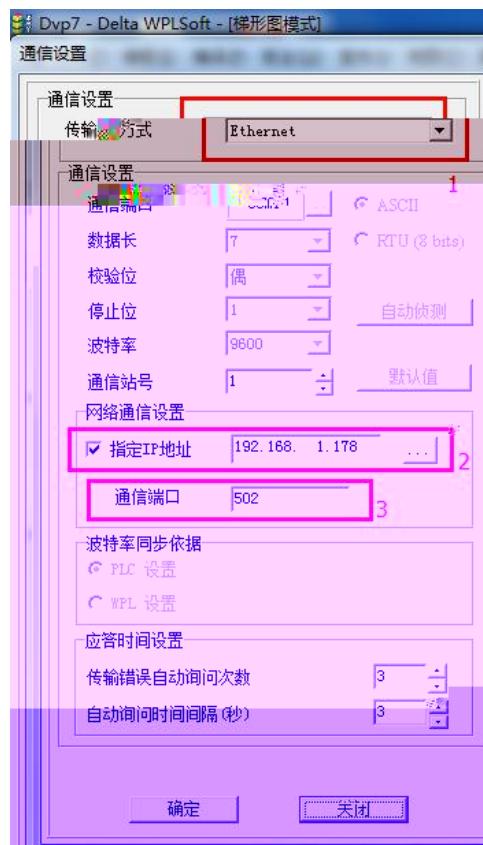 Dvp7 - Delta WPLSoft - [梯形图模式]
通信设置
通信设置
传输方式 Ethernet
1
通信设置
通信端口 COM1 ... ASCII
数据长 7 RTU (8 bits)
校验位 偶
停止位 1 自动侦测
波特率 9600
通信站号 1 默认值
网络通信设置
指定IP地址 192.168. 1.178 ... 2
通信端口 502 3
波特率同步依据
PLC 设置
WPL 设置
应答时间设置
传输错误自动询问次数 3
自动询问时间间隔(秒) 3
确定 关闭